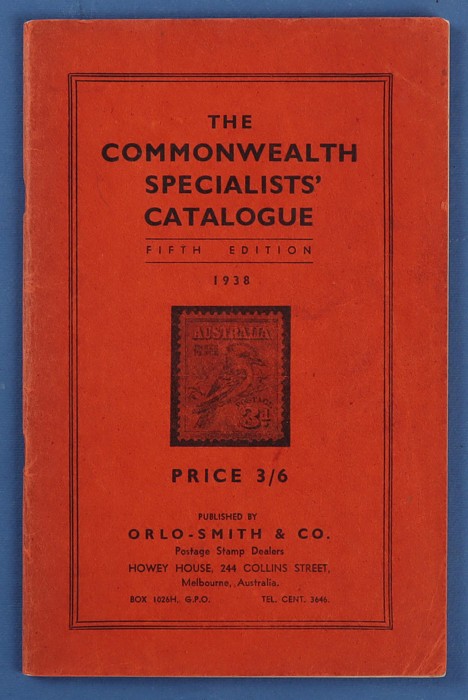 THE
COMMONWEALTH
SPECIALISTS'
CATALOGUE
FIFTH EDITION
1938
AUSTRALIA
3d
PRICE 3/6
PUBLISHED BY
ORLO-SMITH & CO.
Postage Stamp Dealers
HOWEY HOUSE, 244 COLLINS STREET,
Melbourne, Australia.
BOX 1026H, G.P.O. TEL. CENT. 3646.